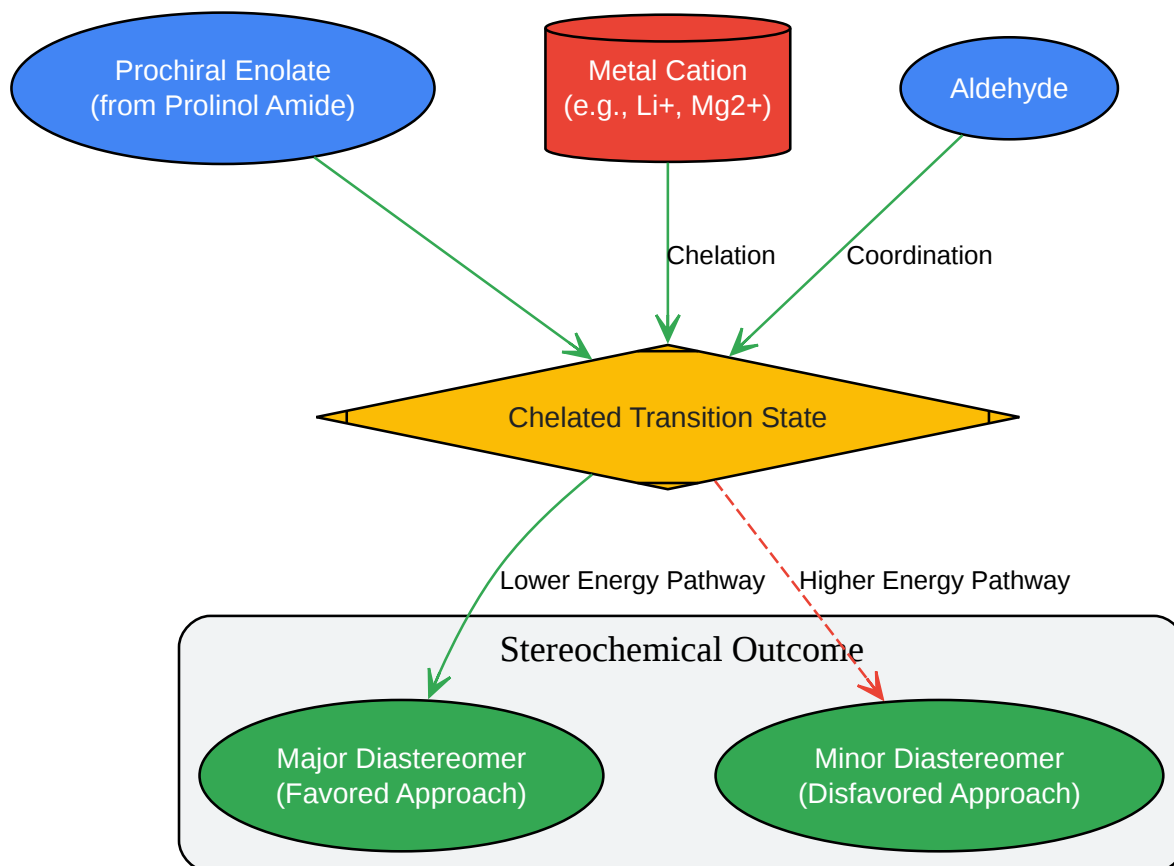 Prochiral Enolate
(from Prolinol Amide)
Metal Cation
(e.g., Li+, Mg2+)
Aldehyde
Chelation
Coordination
Chelated Transition State
Lower Energy Pathway
Higher Energy Pathway
Stereochemical Outcome
Major Diastereomer
(Favored Approach)
Minor Diastereomer
(Disfavored Approach)